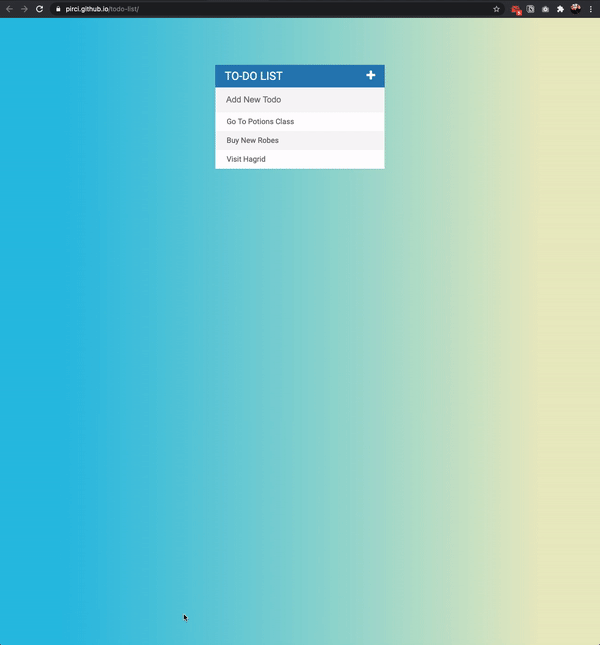 pirci.github.io/todo-list/
TO-DO LIST
Add New Todo
Go To Potions Class
Buy New Robes
Visit Hagrid